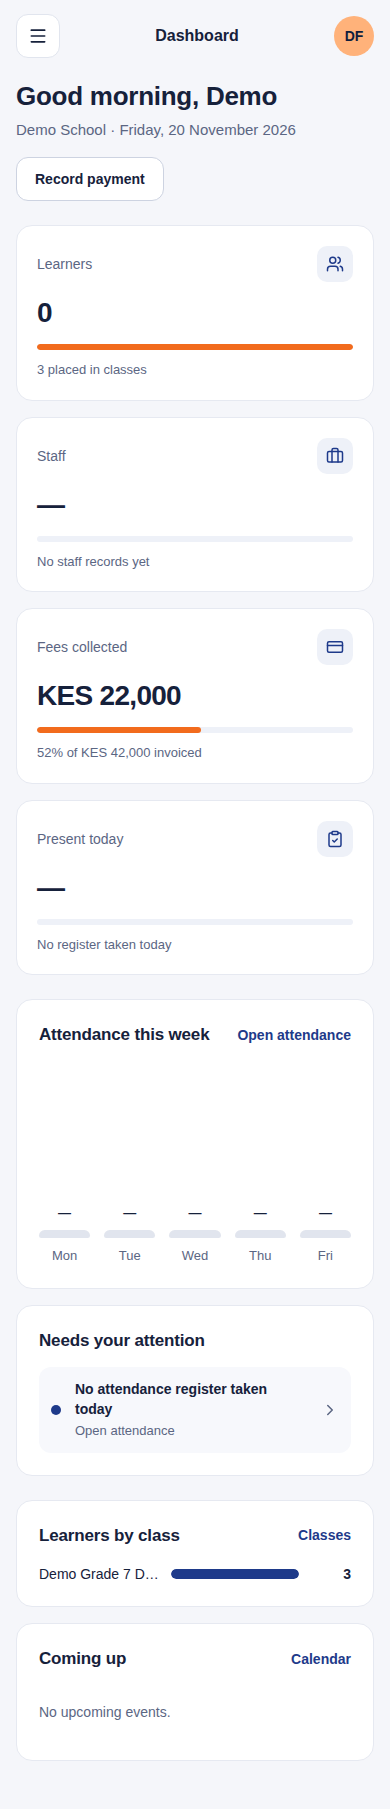 Dashboard
DF
Good morning, Demo
Demo School · Friday, 20 November 2026
Record payment
Learners
0
3 placed in classes
Staff
—
No staff records yet
Fees collected
KES 22,000
52% of KES 42,000 invoiced
Present today
—
No register taken today
Attendance this week
Open attendance
— — — — —
Mon Tue Wed Thu Fri
Needs your attention
No attendance register taken
today
Open attendance
Learners by class
Classes
Demo Grade 7 D… 3
Coming up
Calendar
No upcoming events.